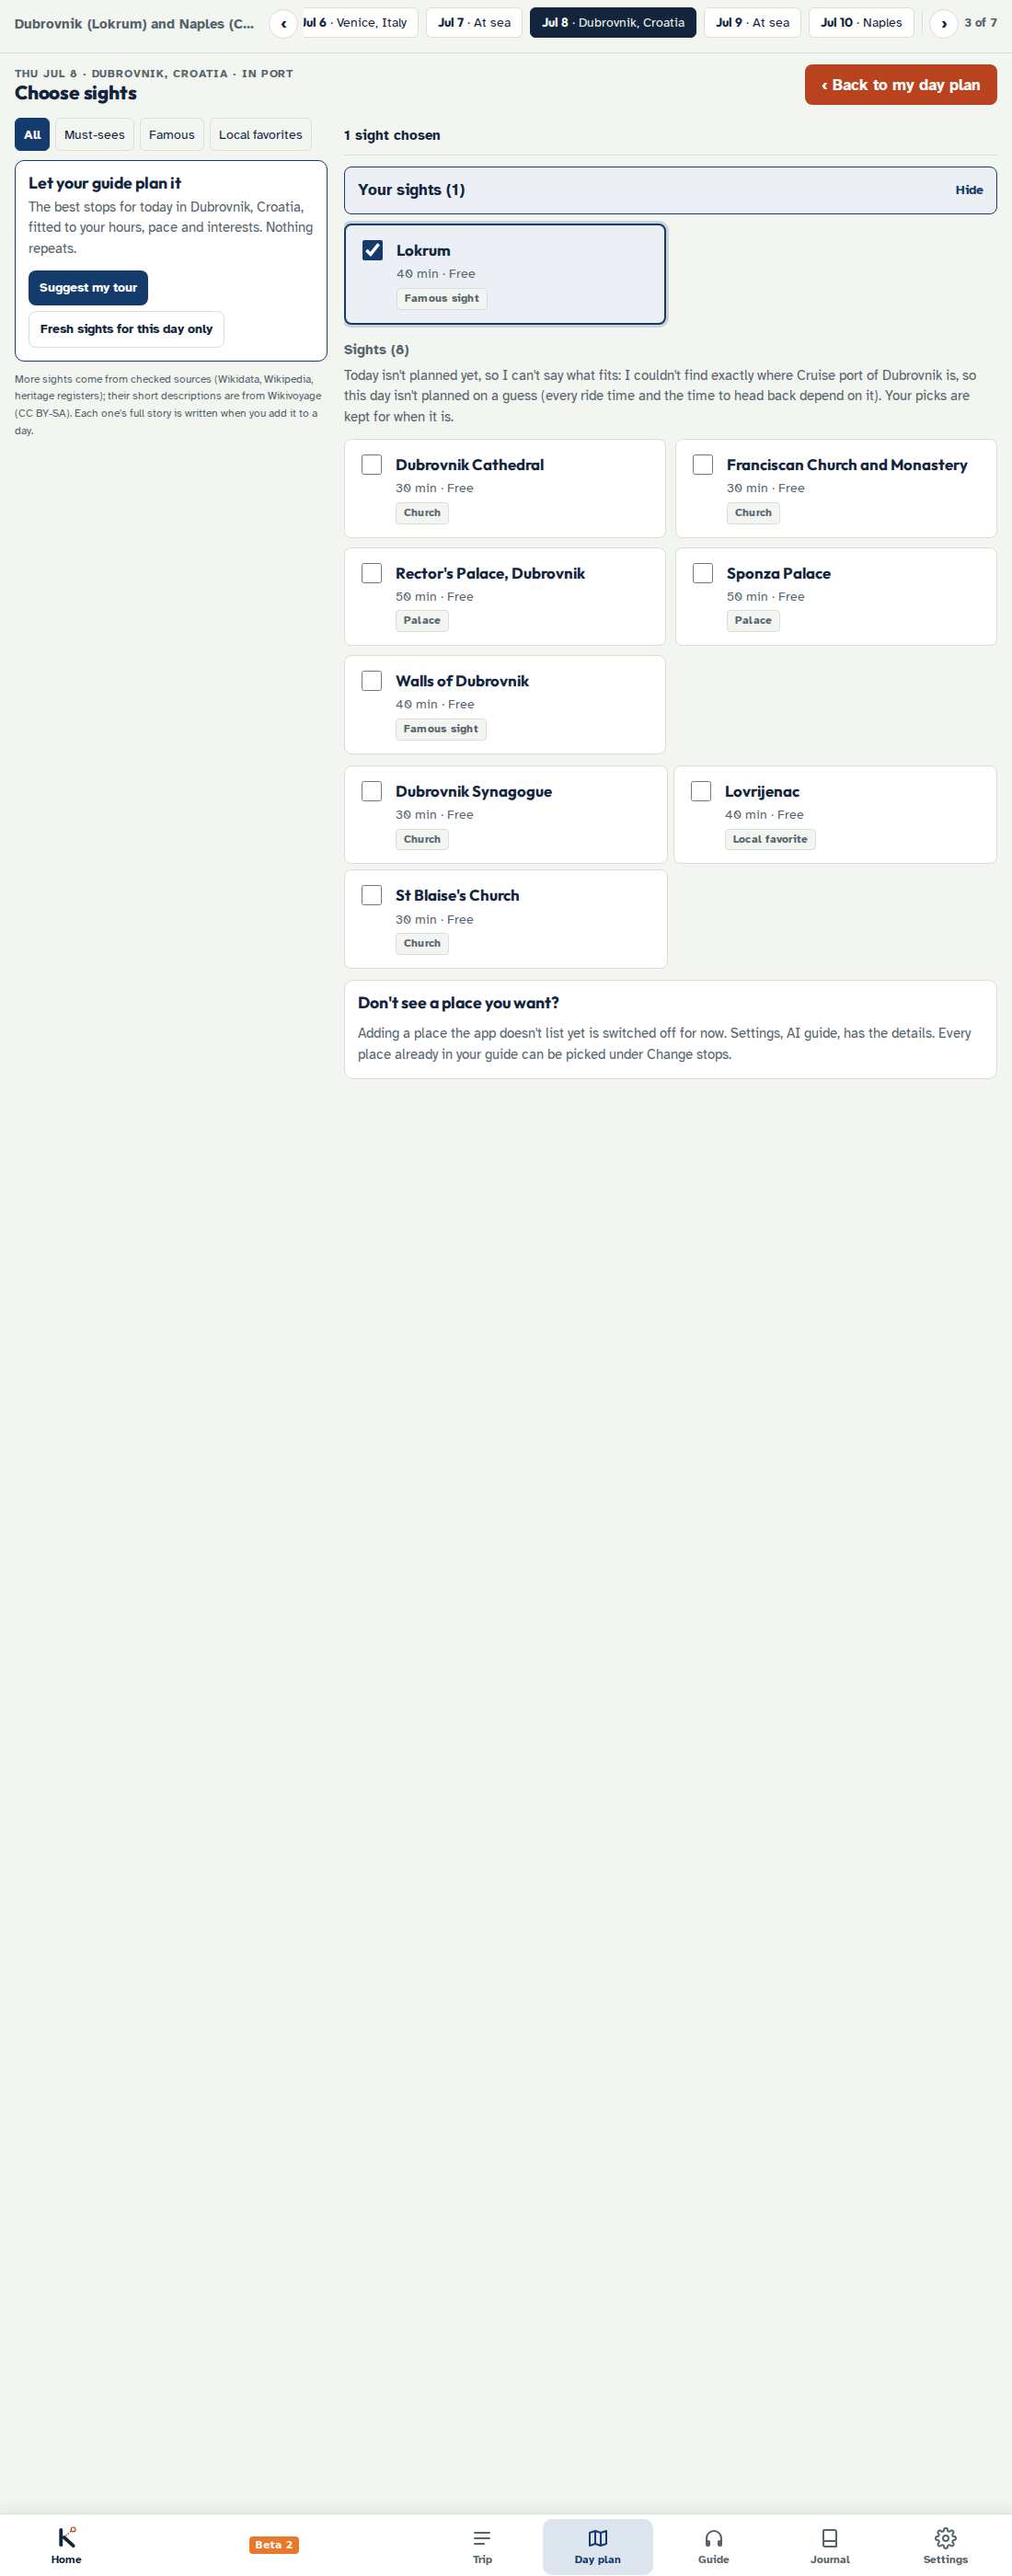 Dubrovnik (Lokrum) and Naples (C...
‹
Jul 6 · Venice, Italy
Jul 7 · At sea
Jul 8 · Dubrovnik, Croatia
Jul 9 · At sea
Jul 10 · Naples
›
3 of 7
THU JUL 8 · DUBROVNIK, CROATIA · IN PORT
Choose sights
‹ Back to my day plan
All
Must-sees
Famous
Local favorites
Let your guide plan it
The best stops for today in Dubrovnik, Croatia,
fitted to your hours, pace and interests. Nothing
repeats.
Suggest my tour
Fresh sights for this day only
More sights come from checked sources (Wikidata, Wikipedia,
heritage registers); their short descriptions are from Wikivoyage
(CC BY-SA). Each one's full story is written when you add it to a
day.
1 sight chosen
Your sights (1)
Hide
Lokrum
40 min · Free
Famous sight
Sights (8)
Today isn't planned yet, so I can't say what fits: I couldn't find exactly where Cruise port of Dubrovnik is, so
this day isn't planned on a guess (every ride time and the time to head back depend on it). Your picks are
kept for when it is.
Dubrovnik Cathedral
30 min · Free
Church
Franciscan Church and Monastery
30 min · Free
Church
Rector's Palace, Dubrovnik
50 min · Free
Palace
Sponza Palace
50 min · Free
Palace
Walls of Dubrovnik
40 min · Free
Famous sight
Dubrovnik Synagogue
30 min · Free
Church
Lovrijenac
40 min · Free
Local favorite
St Blaise's Church
30 min · Free
Church
Don't see a place you want?
Adding a place the app doesn't list yet is switched off for now. Settings, AI guide, has the details. Every
place already in your guide can be picked under Change stops.
Home
Beta 2
Trip
Day plan
Guide
Journal
Settings